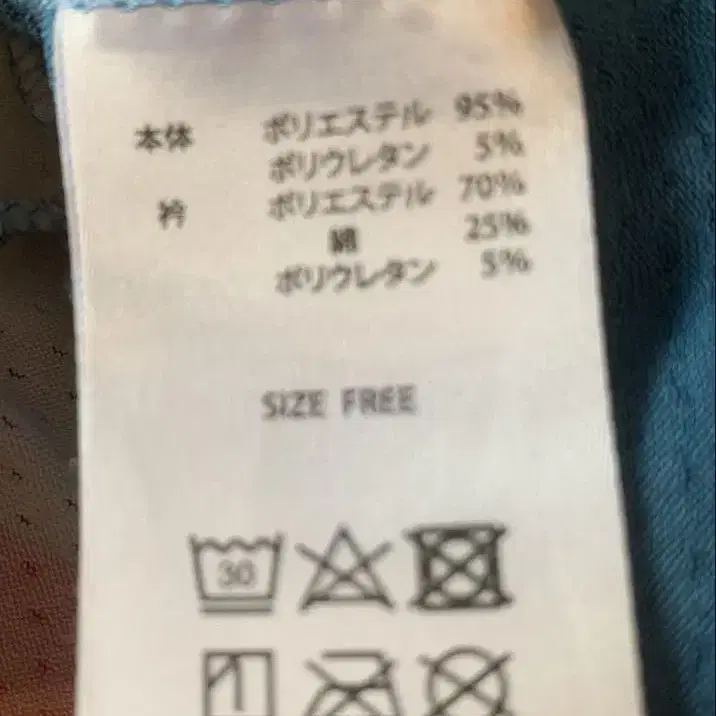 本体 ポリエステル 95%
ポリウレタン 5%
衿 ポリエステル 70%
綿 25%
ポリウレタン 5%
SIZE FREE
30